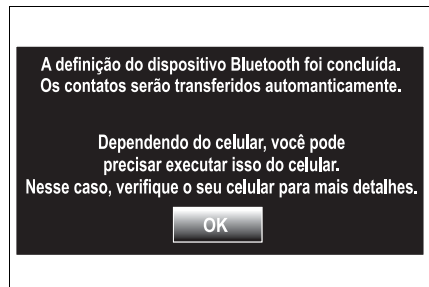 A definição do dispositivo Bluetooth foi concluída.
Os contatos serão transferidos automanticamente.
Dependendo do celular, você pode
precisar executar isso do celular.
Nesse caso, verifique o seu celular para mais detalhes.
OK